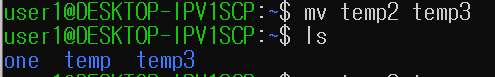 user1@DESKTOP-IPV1SCP:~$ mv temp2 temp3
user1@DESKTOP-IPV1SCP:~$ ls
one  temp  temp3